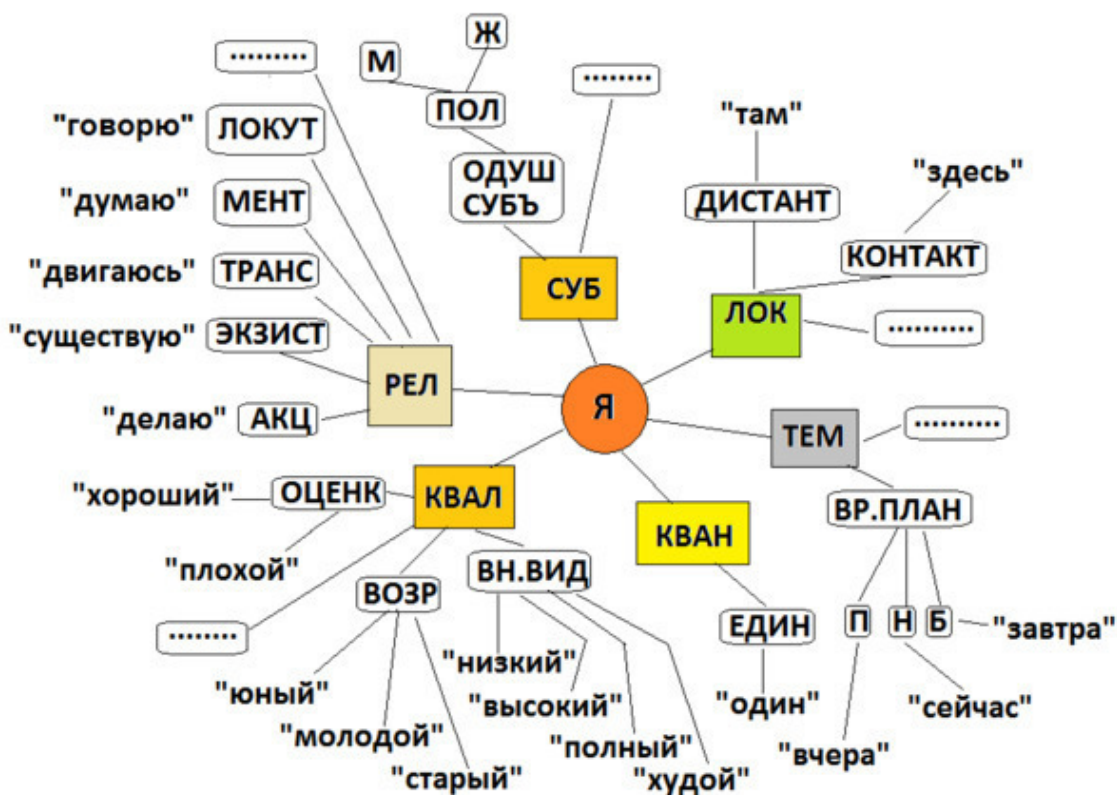 Ж
М
·········
········
ПОЛ
"там"
"говорю"
ЛОКУТ
ОДУШ
СУБЪ
"здесь"
"думаю"
МЕНТ
ДИСТАНТ
КОНТАКТ
"двигаюсь"
ТРАНС
СУБ
ЛОК
··········
"существую"
ЭКЗИСТ
РЕЛ
Я
"делаю"
АКЦ
ТЕМ
··········
"хороший"
ОЦЕНК
КВАЛ
КВАН
ВР.ПЛАН
"плохой"
ВОЗР
ВН.ВИД
········
ЕДИН
П
Н
Б
"завтра"
"юный"
"низкий"
"высокий"
"один"
"сейчас"
"молодой"
"полный"
"вчера"
"старый"
"худой"